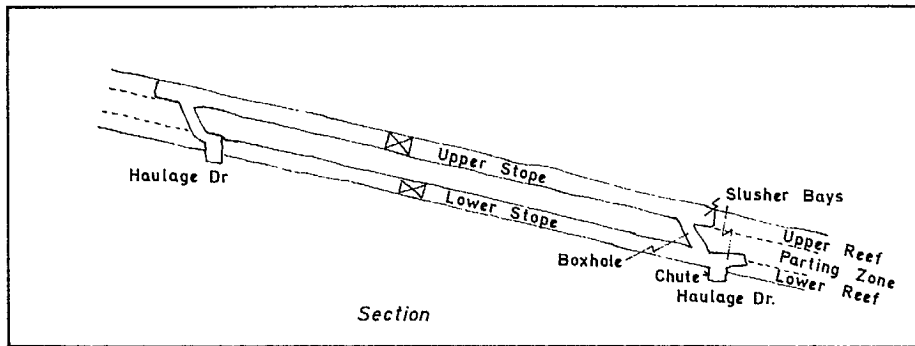 Haulage Dr
Upper Stope
Lower Stope
Slusher Bays
Upper Reef
Parting Zone
Lower Reef
Boxhole
Chute
Haulage Dr.
Section